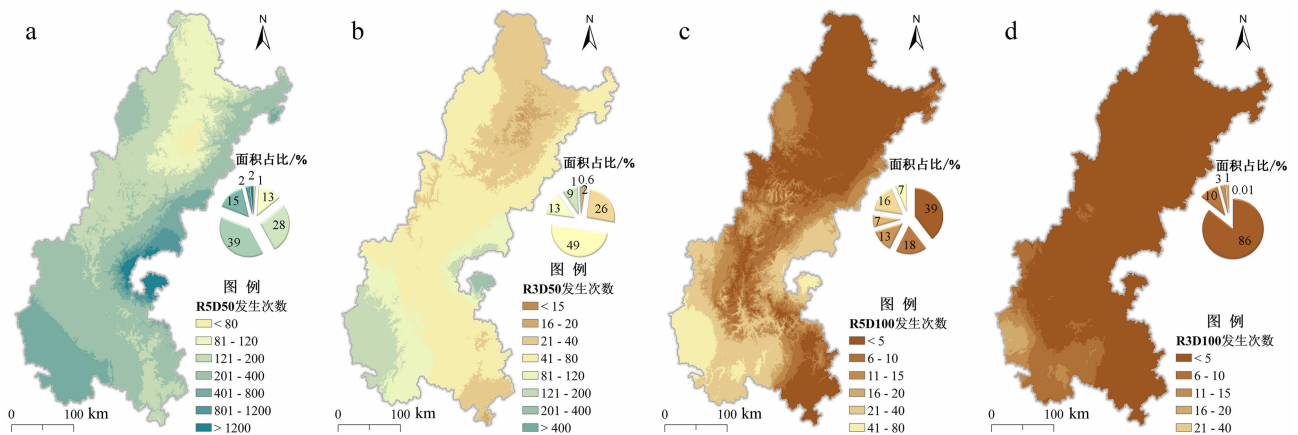 a
N
面积占比/%
2
2
1
15
13
39
28
图 例
R5D50发生次数
< 80
81 - 120
121 - 200
201 - 400
401 - 800
801 - 1200
> 1200
0 100 km
b
N
面积占比/%
1
0.6
9
2
13
26
49
图 例
R3D50发生次数
< 15
16 - 20
21 - 40
41 - 80
81 - 120
121 - 200
201 - 400
> 400
0 100 km
c
N
面积占比/%
7
16
39
7
13
18
图 例
R5D100发生次数
< 5
6 - 10
11 - 15
16 - 20
21 - 40
41 - 80
0 100 km
d
N
面积占比/%
3
1
0.01
10
86
图 例
R3D100发生次数
< 5
6 - 10
11 - 15
16 - 20
21 - 40
0 100 km